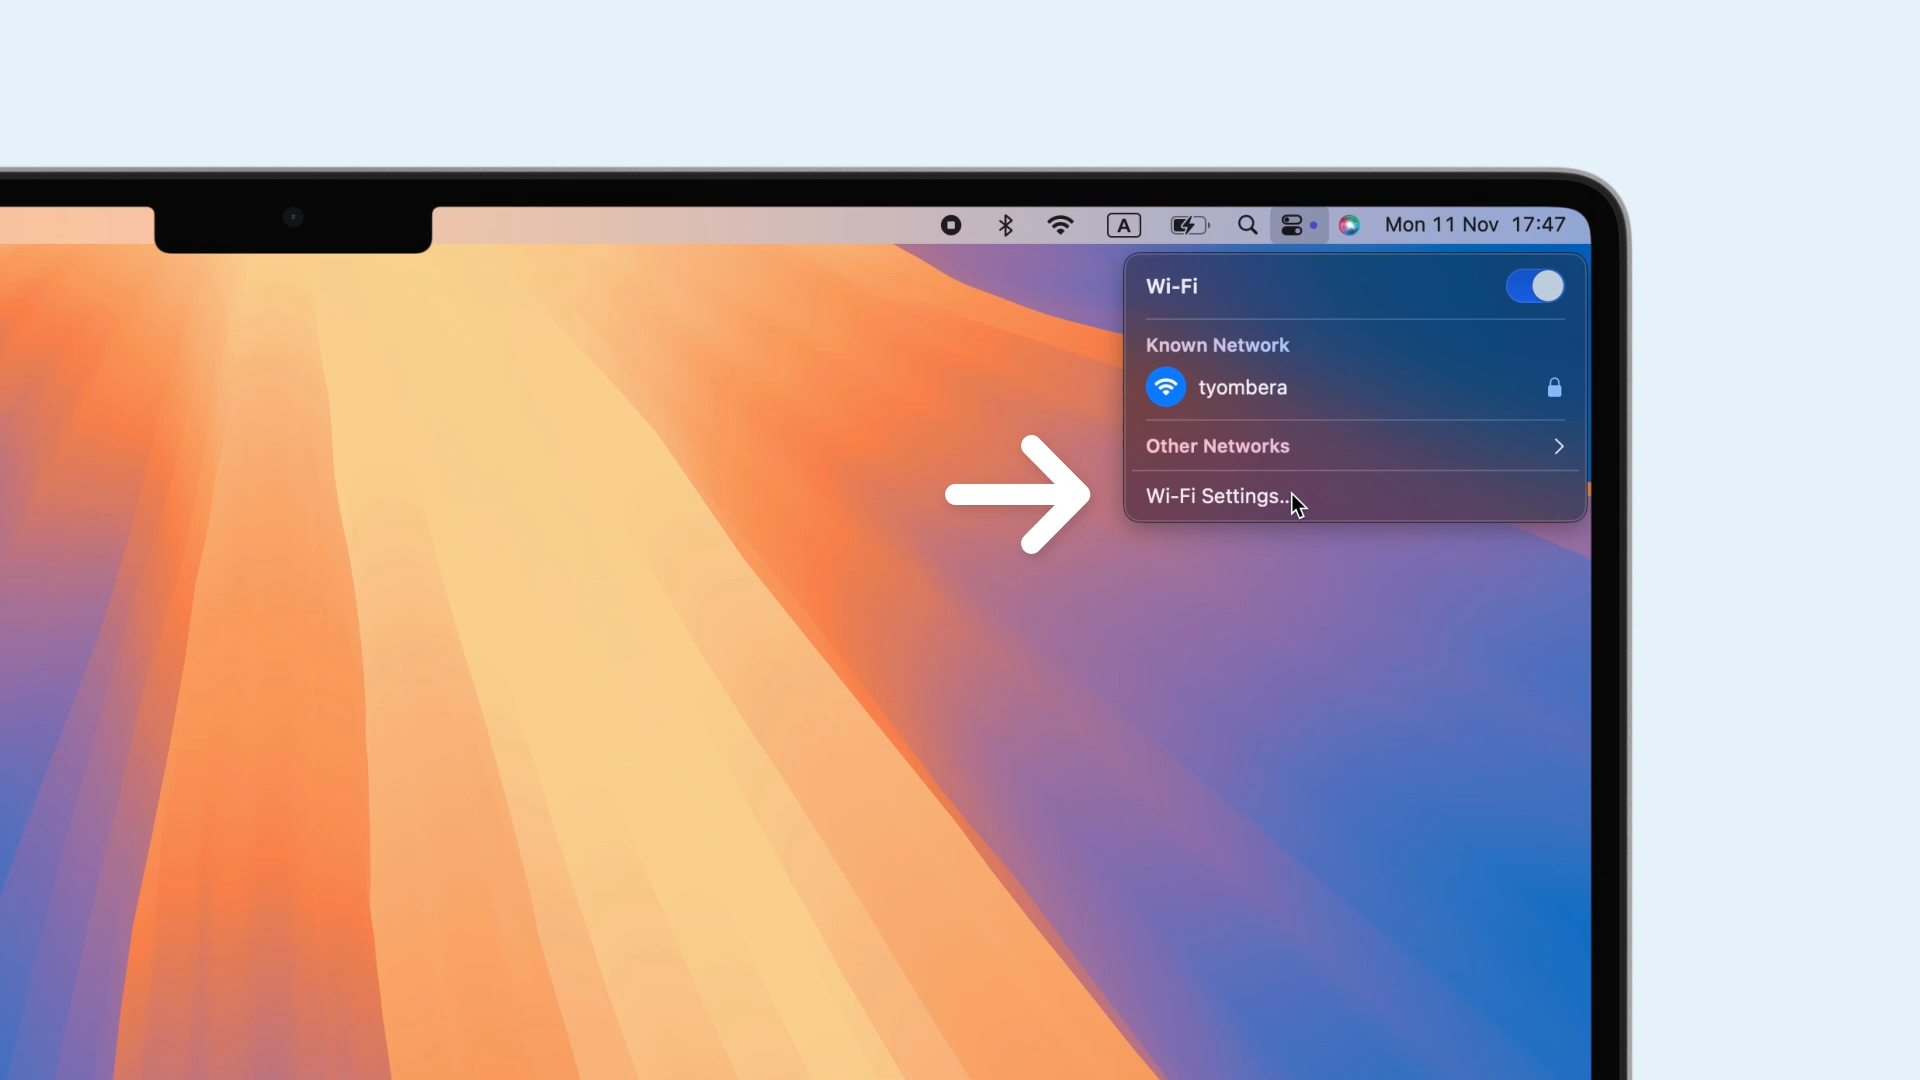 A
Mon 11 Nov 17:47
Wi-Fi
Known Network
tyombera
Other Networks
Wi-Fi Settings..